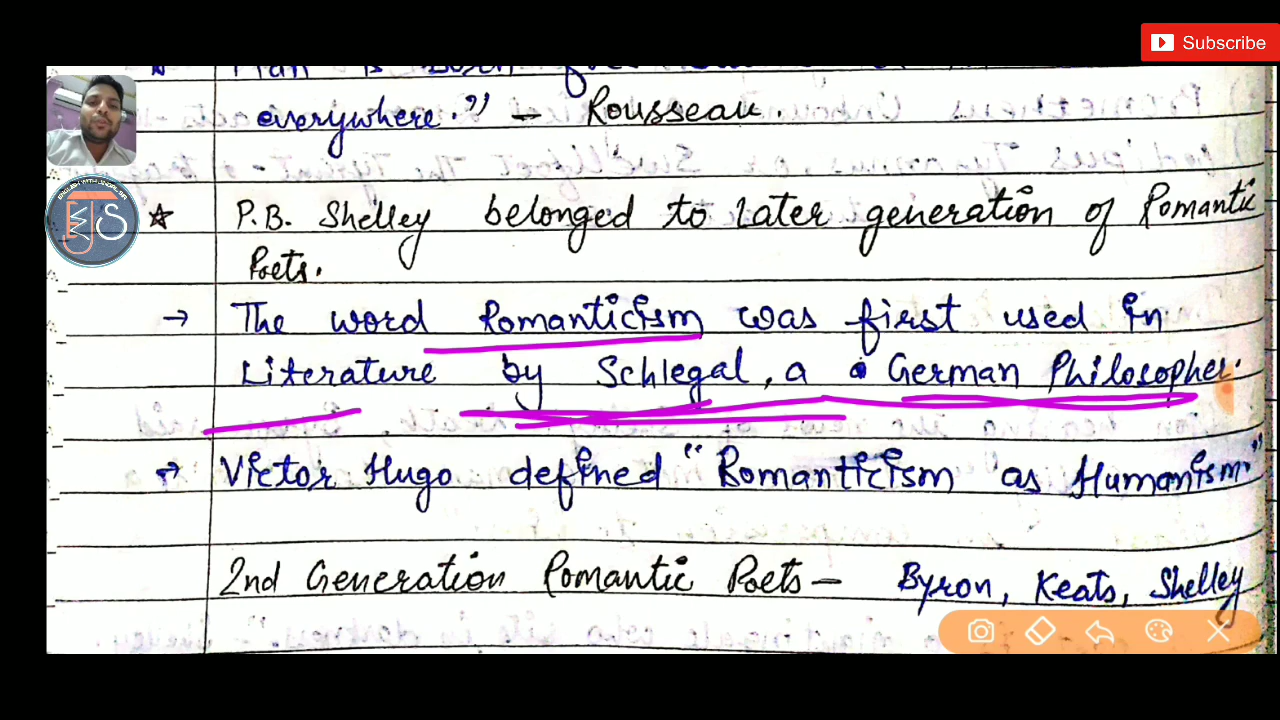 Subscribe
everywhere." - Rousseau.
P.B. Shelley belonged to Later generation of Romantic
Poets.
→ The word Romanticism was first used in
Literature by Schlegal, a German Philosopher.
→ Victor Hugo defined "Romanticism as Humanism."
2nd Generation Romantic Poets - Byron, Keats, Shelley